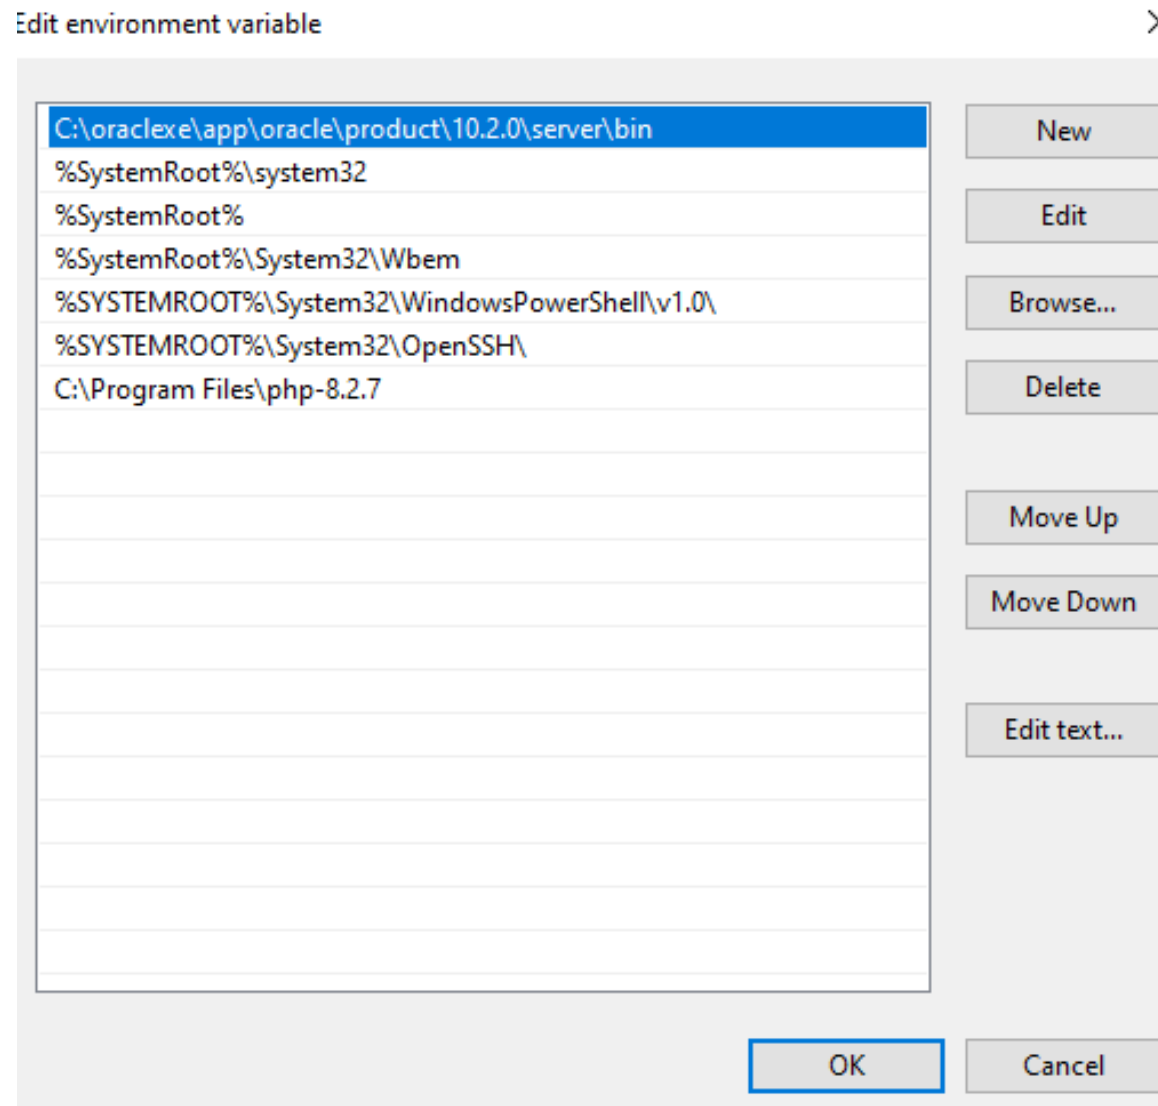 Edit environment variable
C:\oraclexe\app\oracle\product\10.2.0\server\bin
%SystemRoot%\system32
%SystemRoot%
%SystemRoot%\System32\Wbem
%SYSTEMROOT%\System32\WindowsPowerShell\v1.0\
%SYSTEMROOT%\System32\OpenSSH\
C:\Program Files\php-8.2.7
New
Edit
Browse...
Delete
Move Up
Move Down
Edit text...
OK
Cancel